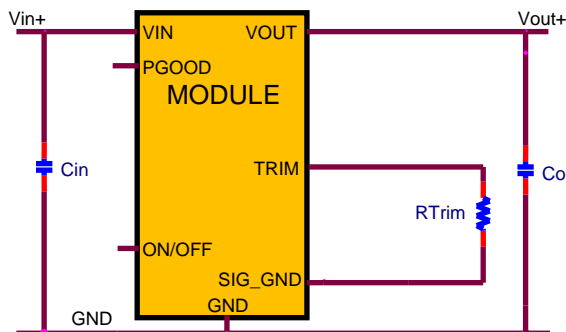 Vin+
Vout+
VIN
VOUT
PGOOD
MODULE
Cin
TRIM
Co
RTrim
ON/OFF
SIG_GND
GND
GND